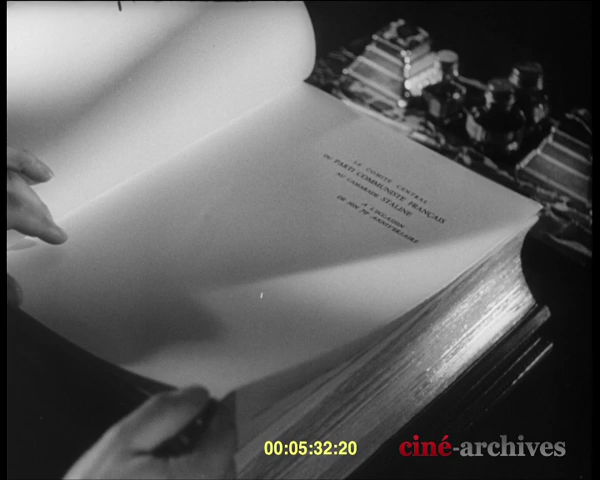 LE COMITÉ CENTRAL
DU PARTI COMMUNISTE FRANÇAIS
AU CAMARADE STALINE
A L'OCCASION
DE SON 70e ANNIVERSAIRE
00:05:32:20
ciné-archives